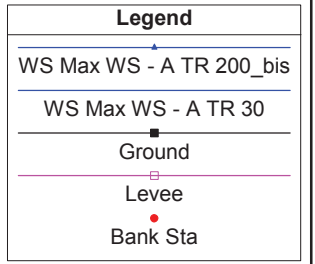 Legend
WS Max WS - A TR 200_bis
WS Max WS - A TR 30
Ground
Levee
Bank Sta